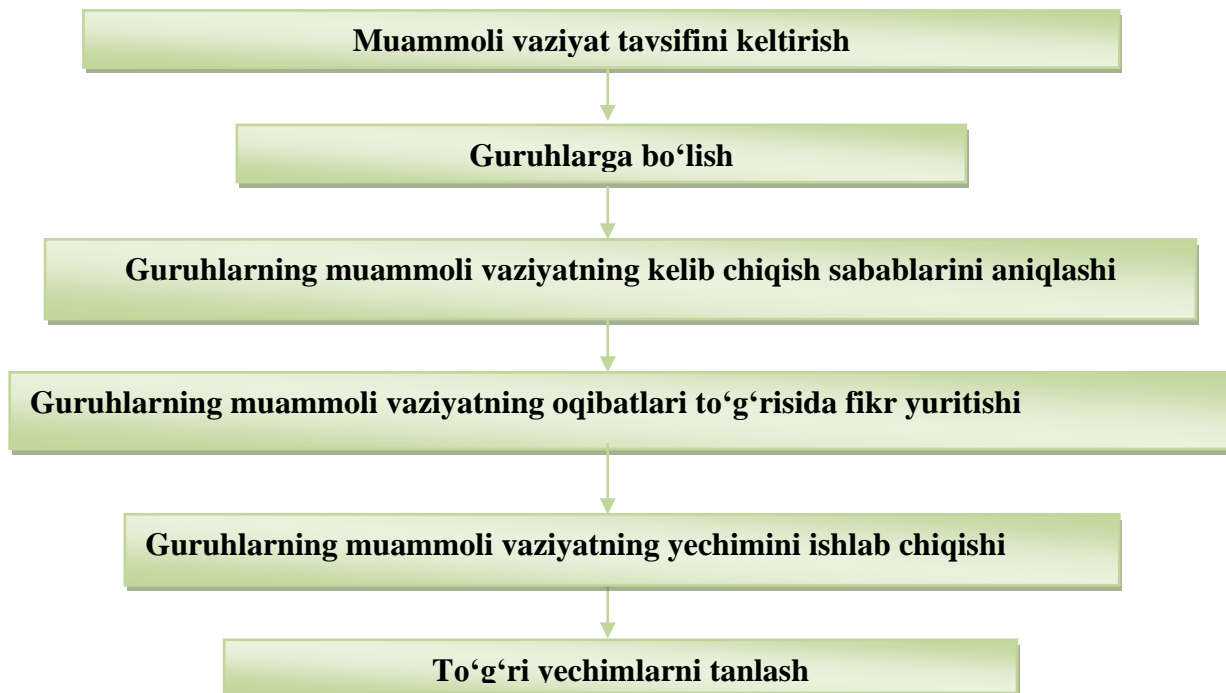 Muammoli vaziyat tavsifini keltirish
Guruhlarga bo‘lish
Guruhlarning muammoli vaziyatning kelib chiqish sabablarini aniqlashi
Guruhlarning muammoli vaziyatning oqibatlari to‘g‘risida fikr yuritishi
Guruhlarning muammoli vaziyatning yechimini ishlab chiqishi
To‘g‘ri yechimlarni tanlash